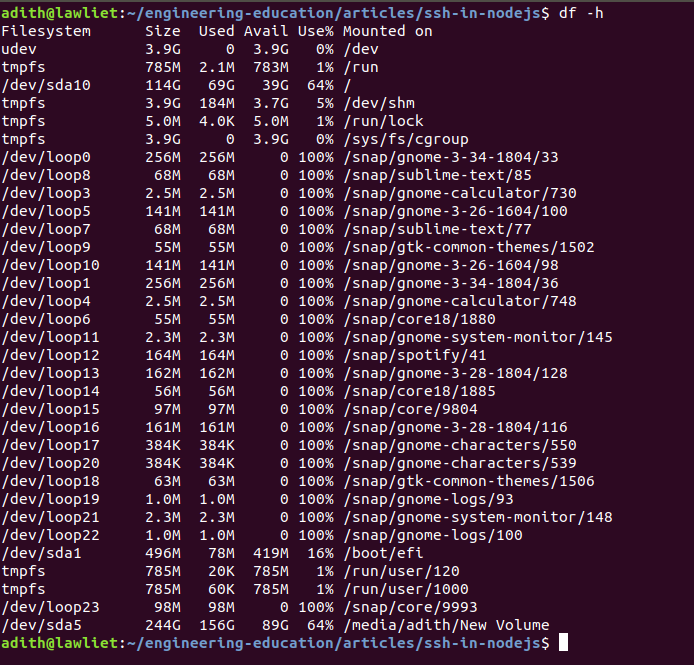 adith@lawliet:~/engineering-education/articles/ssh-in-nodejs$ df -h
Filesystem      Size  Used Avail Use% Mounted on
udev            3.9G     0  3.9G   0% /dev
tmpfs           785M  2.1M  783M   1% /run
/dev/sda10      114G   69G   39G  64% /
tmpfs           3.9G  184M  3.7G   5% /dev/shm
tmpfs           5.0M  4.0K  5.0M   1% /run/lock
tmpfs           3.9G     0  3.9G   0% /sys/fs/cgroup
/dev/loop0      256M  256M     0 100% /snap/gnome-3-34-1804/33
/dev/loop8       68M   68M     0 100% /snap/sublime-text/85
/dev/loop3      2.5M  2.5M     0 100% /snap/gnome-calculator/730
/dev/loop5      141M  141M     0 100% /snap/gnome-3-26-1604/100
/dev/loop7       68M   68M     0 100% /snap/sublime-text/77
/dev/loop9       55M   55M     0 100% /snap/gtk-common-themes/1502
/dev/loop10     141M  141M     0 100% /snap/gnome-3-26-1604/98
/dev/loop1      256M  256M     0 100% /snap/gnome-3-34-1804/36
/dev/loop4      2.5M  2.5M     0 100% /snap/gnome-calculator/748
/dev/loop6       55M   55M     0 100% /snap/core18/1880
/dev/loop11     2.3M  2.3M     0 100% /snap/gnome-system-monitor/145
/dev/loop12     164M  164M     0 100% /snap/spotify/41
/dev/loop13     162M  162M     0 100% /snap/gnome-3-28-1804/128
/dev/loop14      56M   56M     0 100% /snap/core18/1885
/dev/loop15      97M   97M     0 100% /snap/core/9804
/dev/loop16     161M  161M     0 100% /snap/gnome-3-28-1804/116
/dev/loop17     384K  384K     0 100% /snap/gnome-characters/550
/dev/loop20     384K  384K     0 100% /snap/gnome-characters/539
/dev/loop18      63M   63M     0 100% /snap/gtk-common-themes/1506
/dev/loop19     1.0M  1.0M     0 100% /snap/gnome-logs/93
/dev/loop21     2.3M  2.3M     0 100% /snap/gnome-system-monitor/148
/dev/loop22     1.0M  1.0M     0 100% /snap/gnome-logs/100
/dev/sda1       496M   78M  419M  16% /boot/efi
tmpfs           785M   20K  785M   1% /run/user/120
tmpfs           785M   60K  785M   1% /run/user/1000
/dev/loop23      98M   98M     0 100% /snap/core/9993
/dev/sda5       244G  156G   89G  64% /media/adith/New Volume
adith@lawliet:~/engineering-education/articles/ssh-in-nodejs$